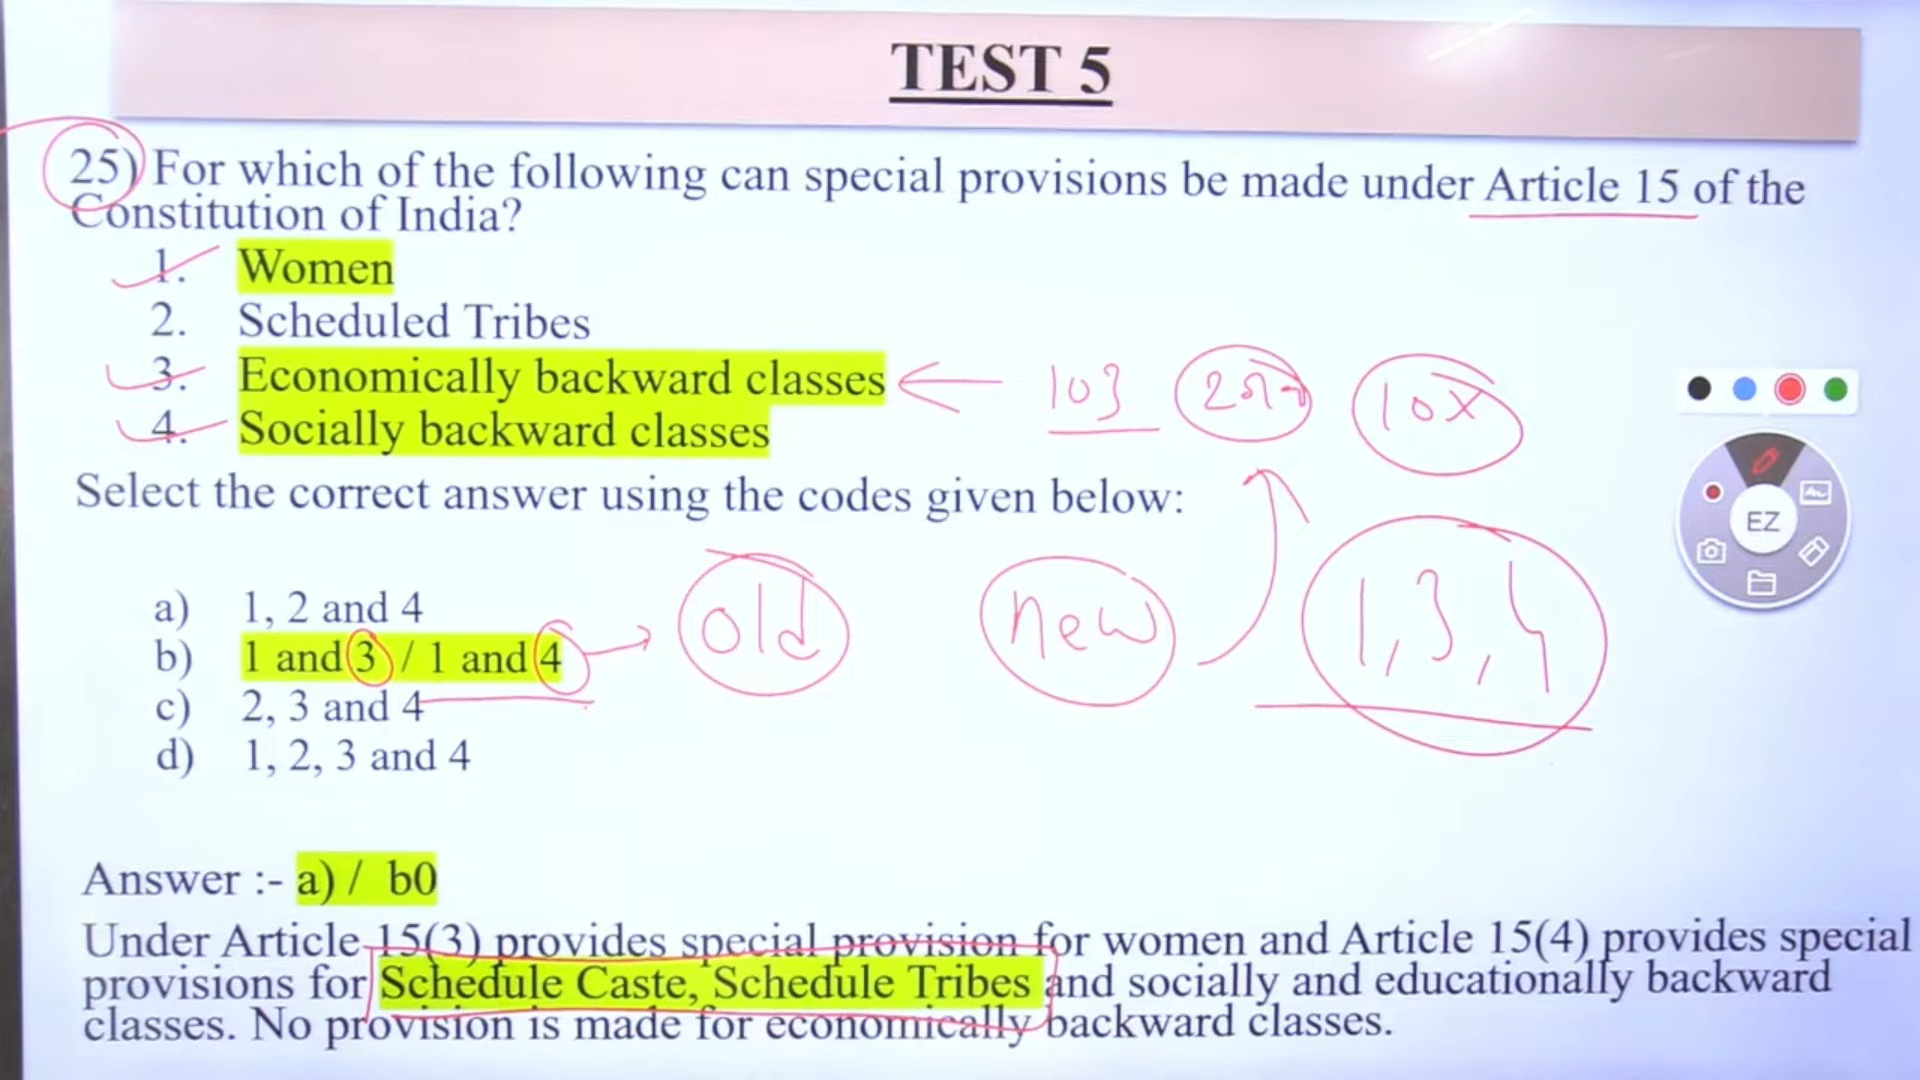 TEST 5
25) For which of the following can special provisions be made under Article 15 of the
Constitution of India?
1. Women
2. Scheduled Tribes
3. Economically backward classes
103
10%
4. Socially backward classes
Select the correct answer using the codes given below:
EZ
a) 1, 2 and 4
b) 1 and 3 / 1 and 4
old
new
1, 3, 4
c) 2, 3 and 4
d) 1, 2, 3 and 4
Answer :- a) / b0
Under Article 15(3) provides special provision for women and Article 15(4) provides special
provisions for Schedule Caste, Schedule Tribes and socially and educationally backward
classes. No provision is made for economically backward classes.